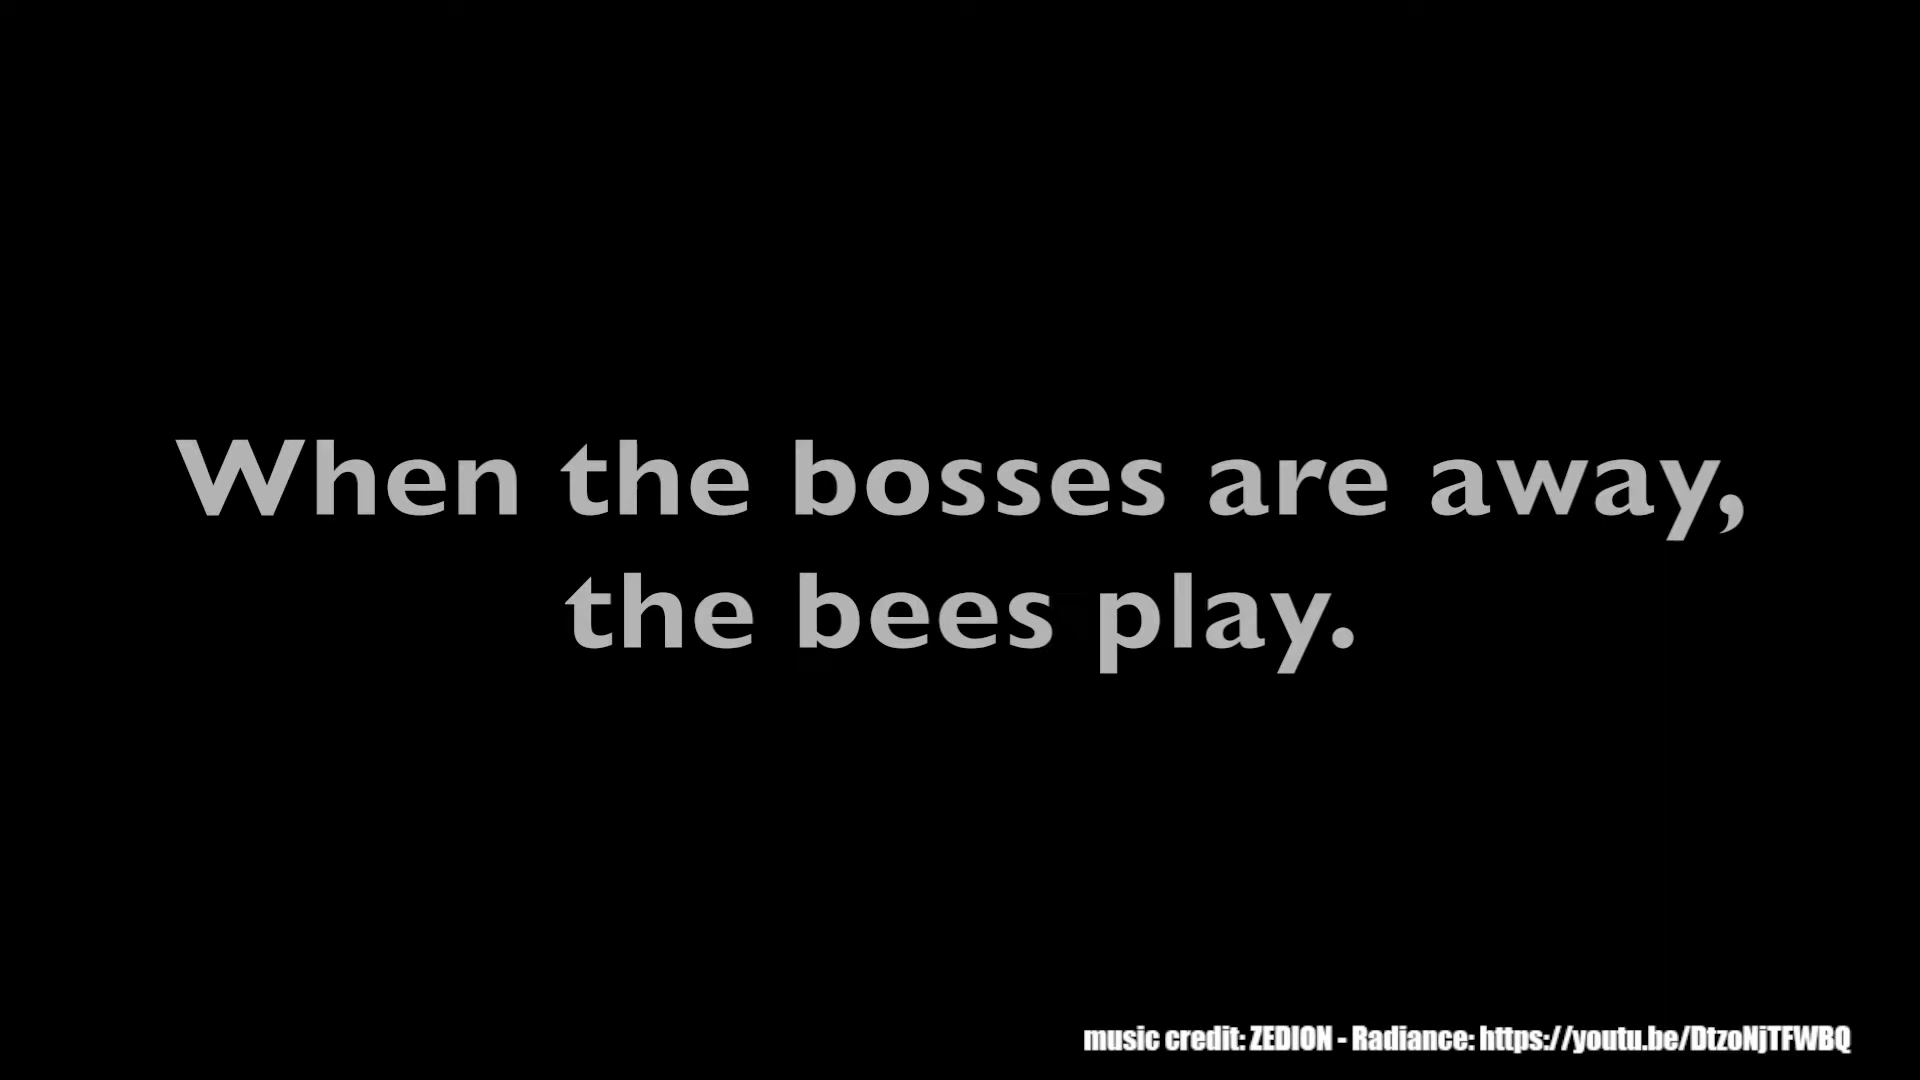 When the bosses are away,
the bees play.
music credit: ZEDION - Radiance: https://youtu.be/DtzoNjTFWBQ